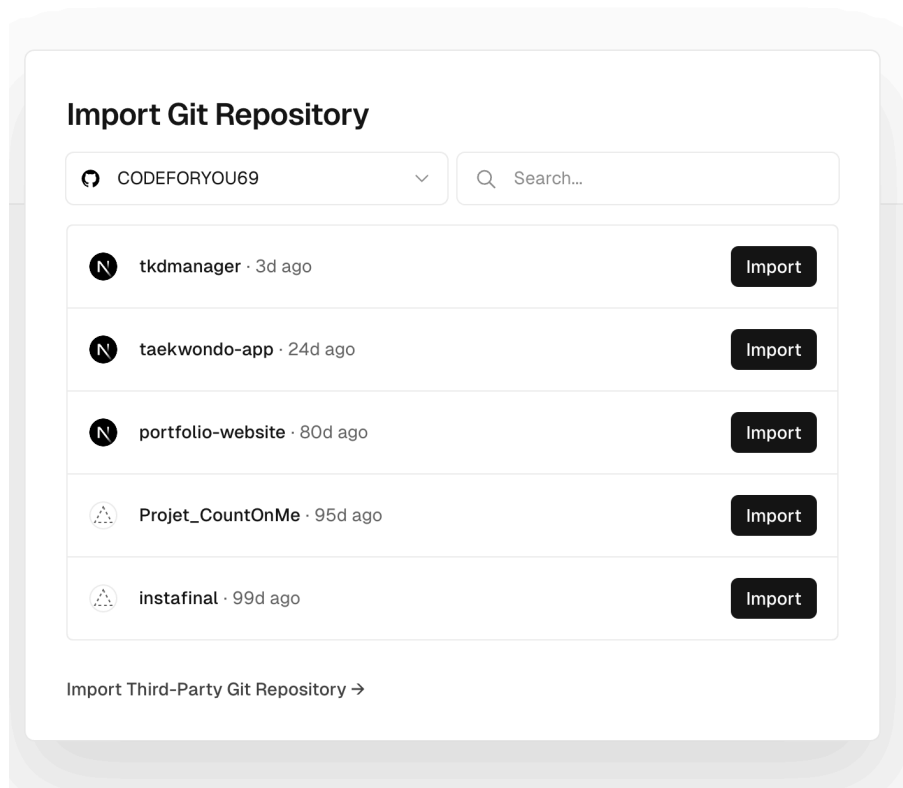 Import Git Repository
CODEFORYOU69
Search...
tkdmanager · 3d ago
Import
taekwondo-app · 24d ago
Import
portfolio-website · 80d ago
Import
Projet_CountOnMe · 95d ago
Import
instafinal · 99d ago
Import
Import Third-Party Git Repository →